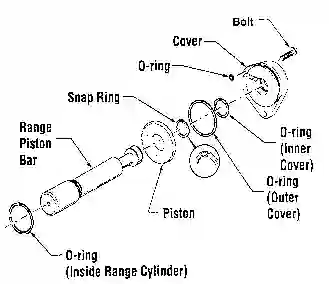 Bolt
Cover
O-ring
Snap Ring
Range
Piston
Bar
O-ring
(Inner
Cover)
O-ring
(Outer
Cover)
Piston
O-ring
(Inside Range Cylinder)